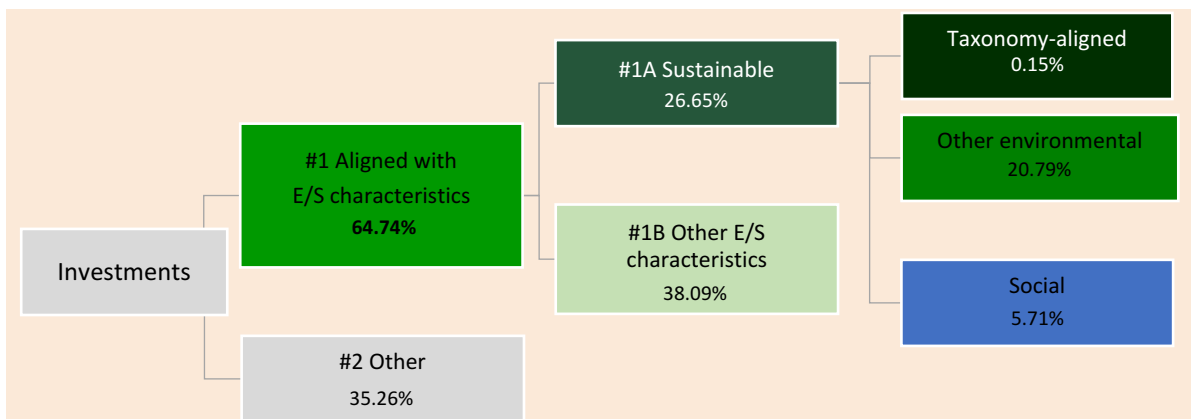 Investments
#1 Aligned with
E/S characteristics
64.74%
#2 Other
35.26%
#1A Sustainable
26.65%
#1B Other E/S
characteristics
38.09%
Taxonomy-aligned
0.15%
Other environmental
20.79%
Social
5.71%